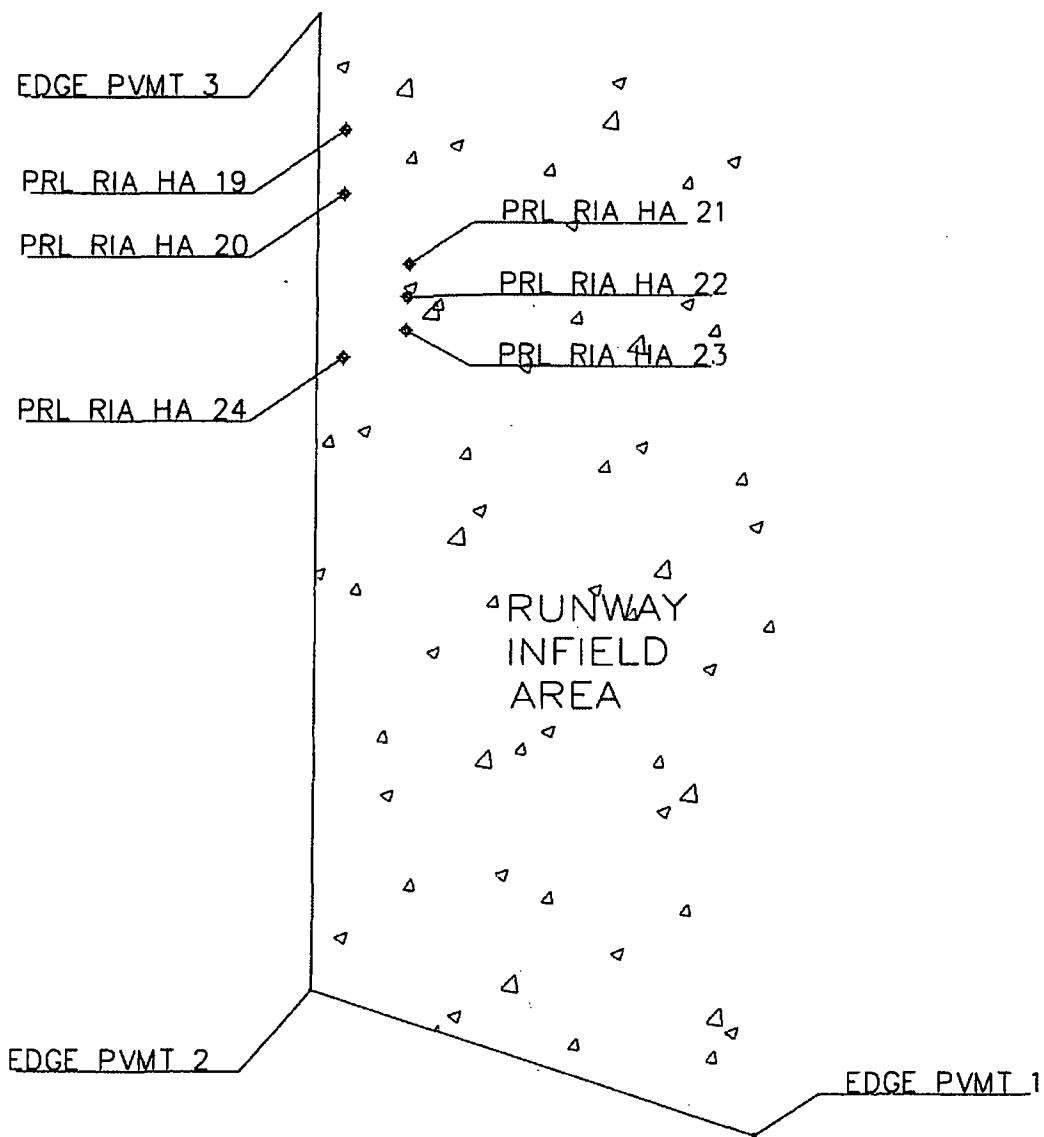 EDGE PVMT 3
PRL RIA HA 19
PRL RIA HA 20
PRL RIA HA 21
PRL RIA HA 22
PRL RIA HA 23
PRL RIA HA 24
RUNWAY
INFIELD
AREA
EDGE PVMT 2
EDGE PVMT 1